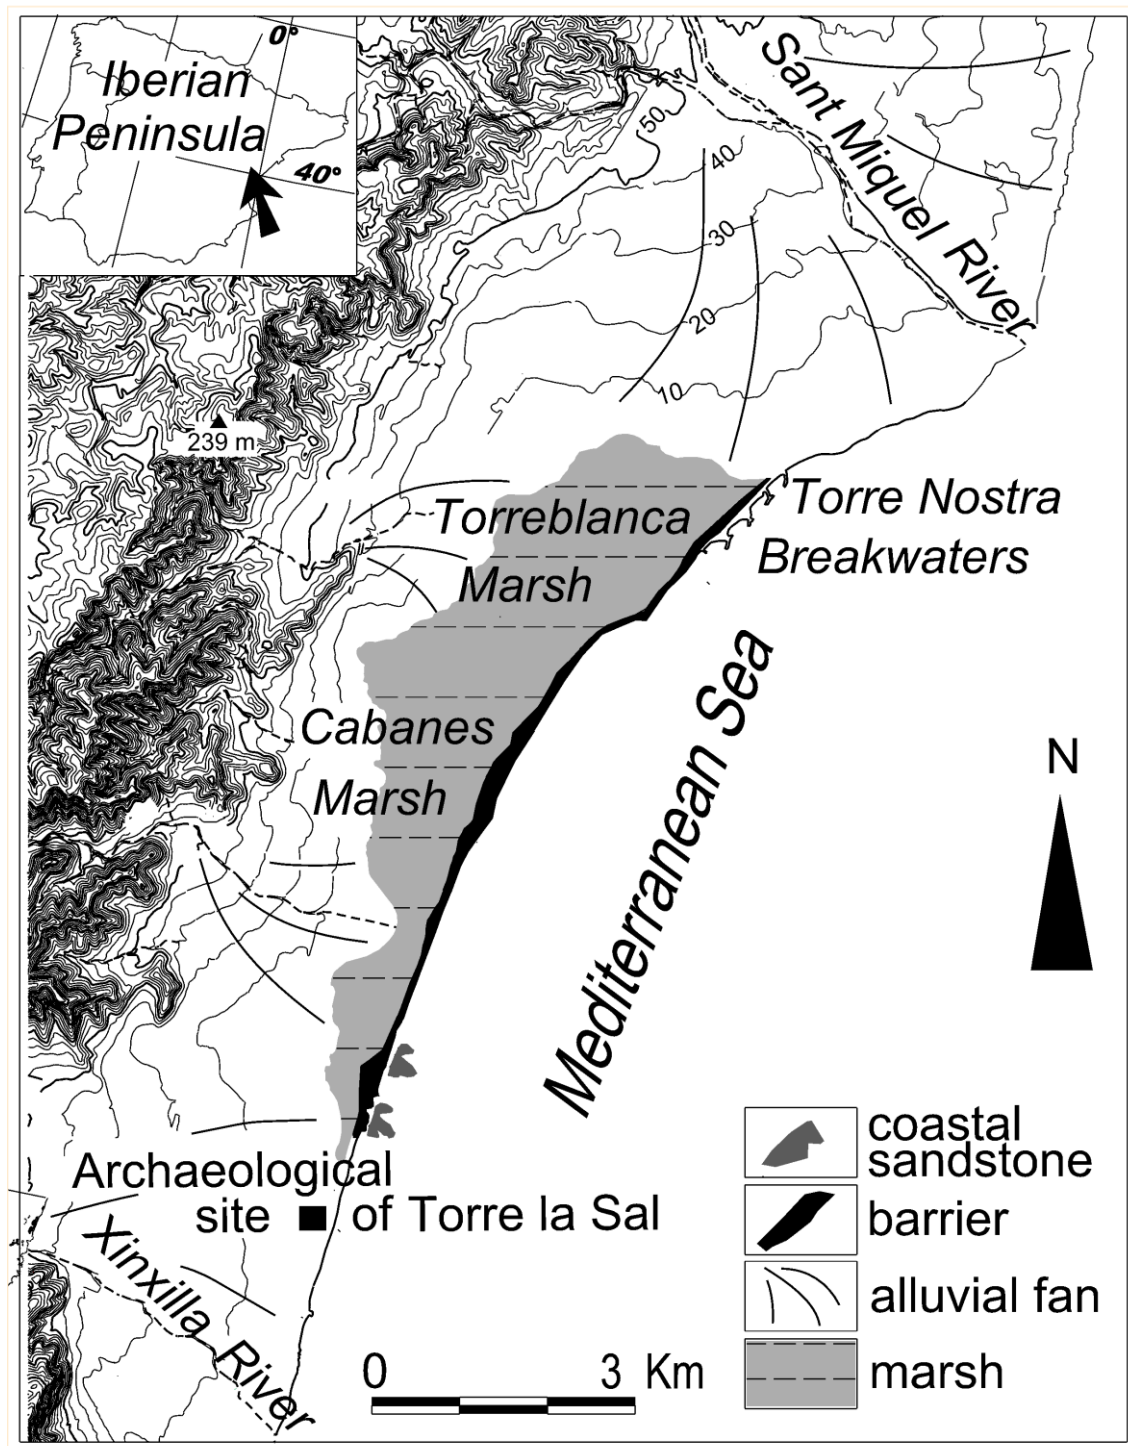 Iberian
Peninsula
0°
40°
Sant Miquel River
50
40
30
20
10
239 m
Torreblanca
Marsh
Torre Nostra
Breakwaters
Cabanes
Marsh
Mediterranean Sea
N
Archaeological
site of Torre la Sal
Xinxilla River
0 3 Km
coastal
sandstone
barrier
alluvial fan
marsh